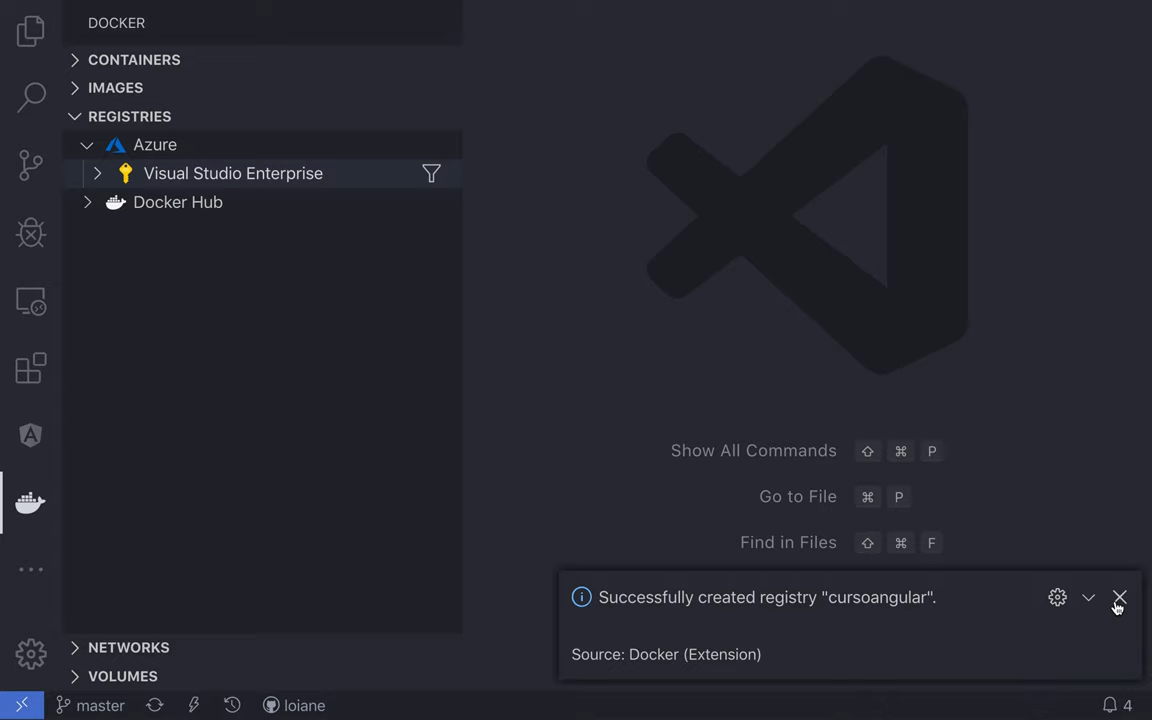 DOCKER
CONTAINERS
IMAGES
REGISTRIES
Azure
Visual Studio Enterprise
Docker Hub
Show All Commands ⇧ ⌘ P
Go to File ⌘ P
Find in Files ⇧ ⌘ F
Successfully created registry "cursoangular".
Source: Docker (Extension)
NETWORKS
VOLUMES
master
loiane
4